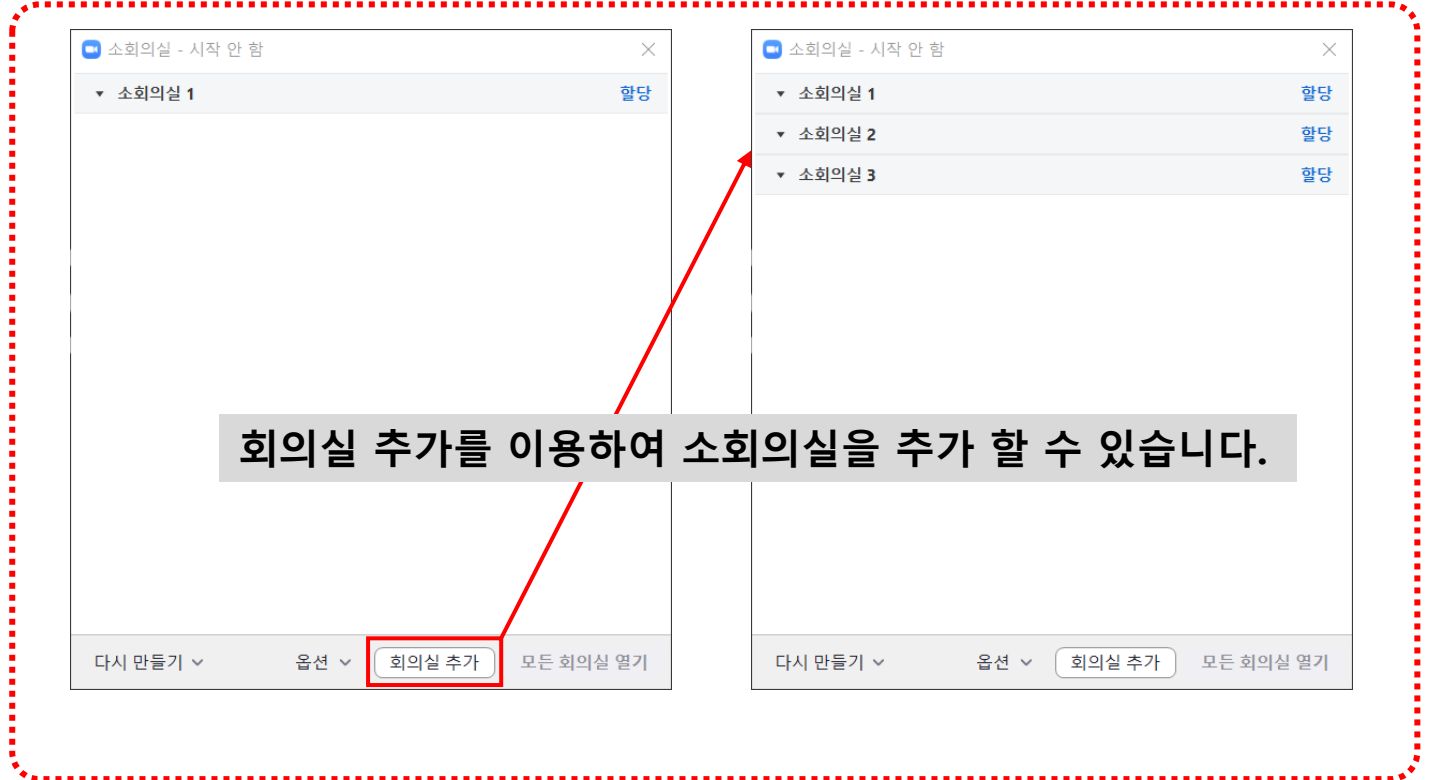 소회의실 - 시작 안 함
소회의실 1 할당
다시 만들기 옵션 회의실 추가 모든 회의실 열기
소회의실 - 시작 안 함
소회의실 1 할당
소회의실 2 할당
소회의실 3 할당
다시 만들기 옵션 회의실 추가 모든 회의실 열기
회의실 추가를 이용하여 소회의실을 추가 할 수 있습니다.